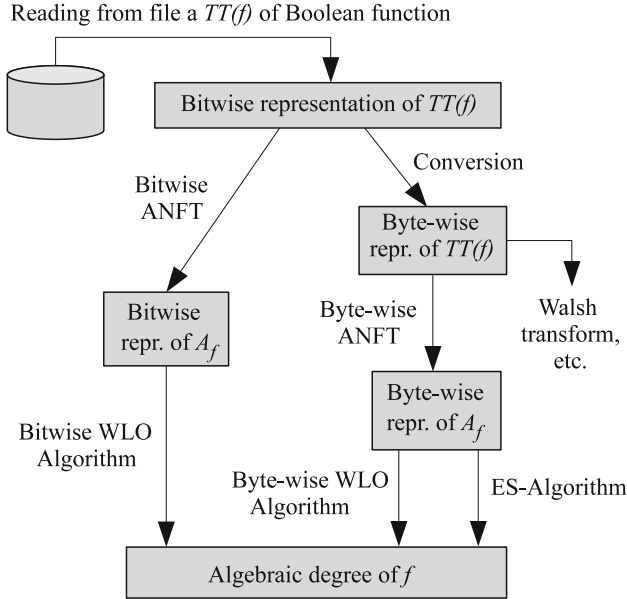 Reading from file a TT(f) of Boolean function
Bitwise representation of TT(f)
Bitwise
ANFT
Conversion
Byte-wise
repr. of TT(f)
Bitwise
repr. of A_f
Byte-wise
ANFT
Walsh
transform,
etc.
Byte-wise
repr. of A_f
Bitwise WLO
Algorithm
Byte-wise WLO
Algorithm
ES-Algorithm
Algebraic degree of f